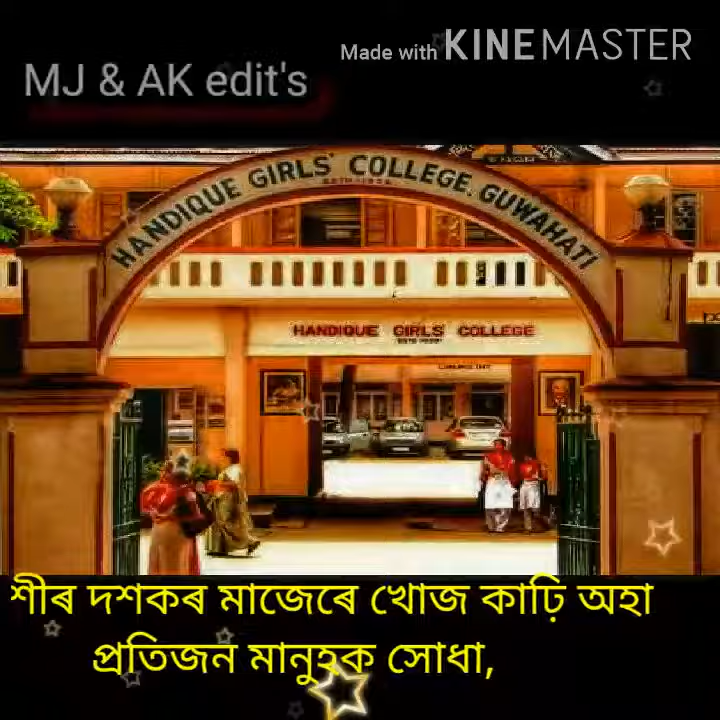 Made with KINEMASTER
MJ & AK edit's
HANDIQUE GIRLS' COLLEGE. GUWAHATI
HANDIQUE GIRLS COLLEGE
শীৰ দশকৰ মাজেৰে খোজ কাঢ়ি অহা
প্ৰতিজন মানুহক সোধা,